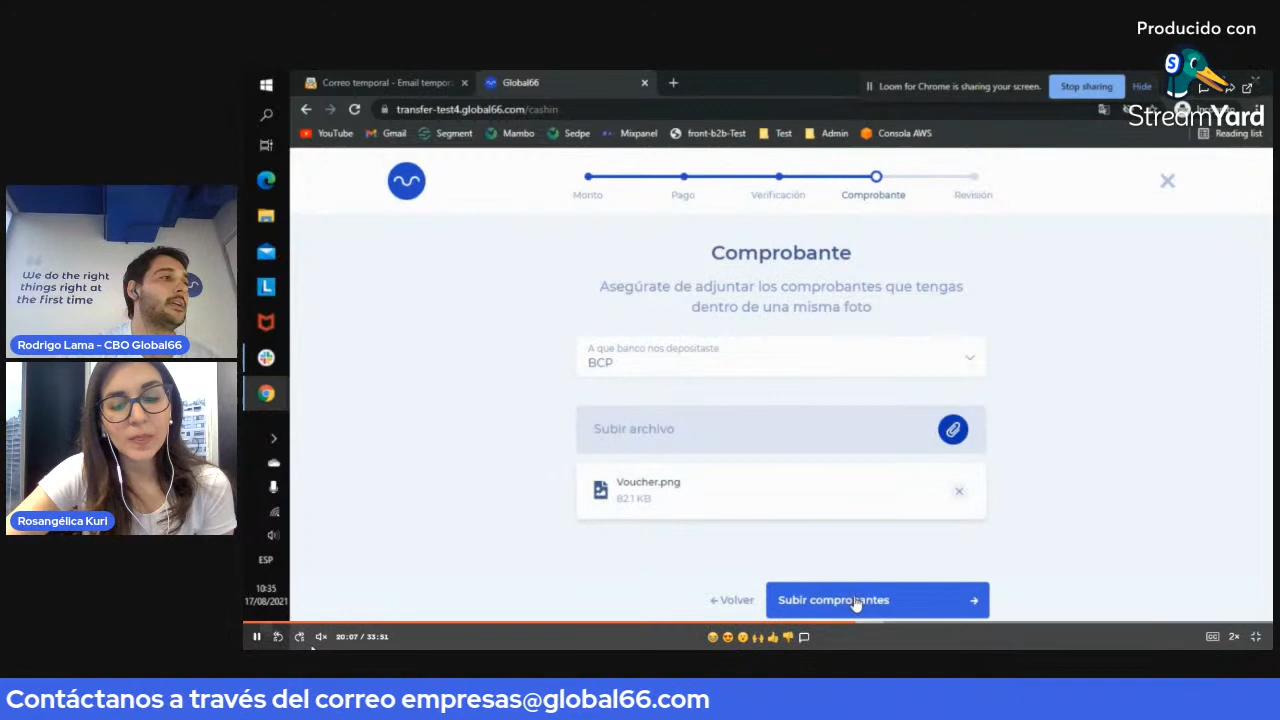 Producido con
StreamYard
Correo temporal - Email tempor
Global66
Loom for Chrome is sharing your screen.
Stop sharing
Hide
transfer-test4.global66.com/cashin
YouTube
Gmail
Segment
Mambo
Sedpe
Mixpanel
front-b2b-Test
Test
Admin
Consola AWS
Reading list
Monto
Pago
Verificación
Comprobante
Revisión
Comprobante
Asegúrate de adjuntar los comprobantes que tengas
dentro de una misma foto
A que banco nos depositaste
BCP
Subir archivo
Voucher.png
82.1 KB
Volver
Subir comprobantes
We do the right
things right at
the first time
Rodrigo Lama - CBO Global66
Rosangélica Kuri
ESP
10:35
17/08/2021
20:07 / 33:51
CC
2×
Contáctanos a través del correo empresas@global66.com